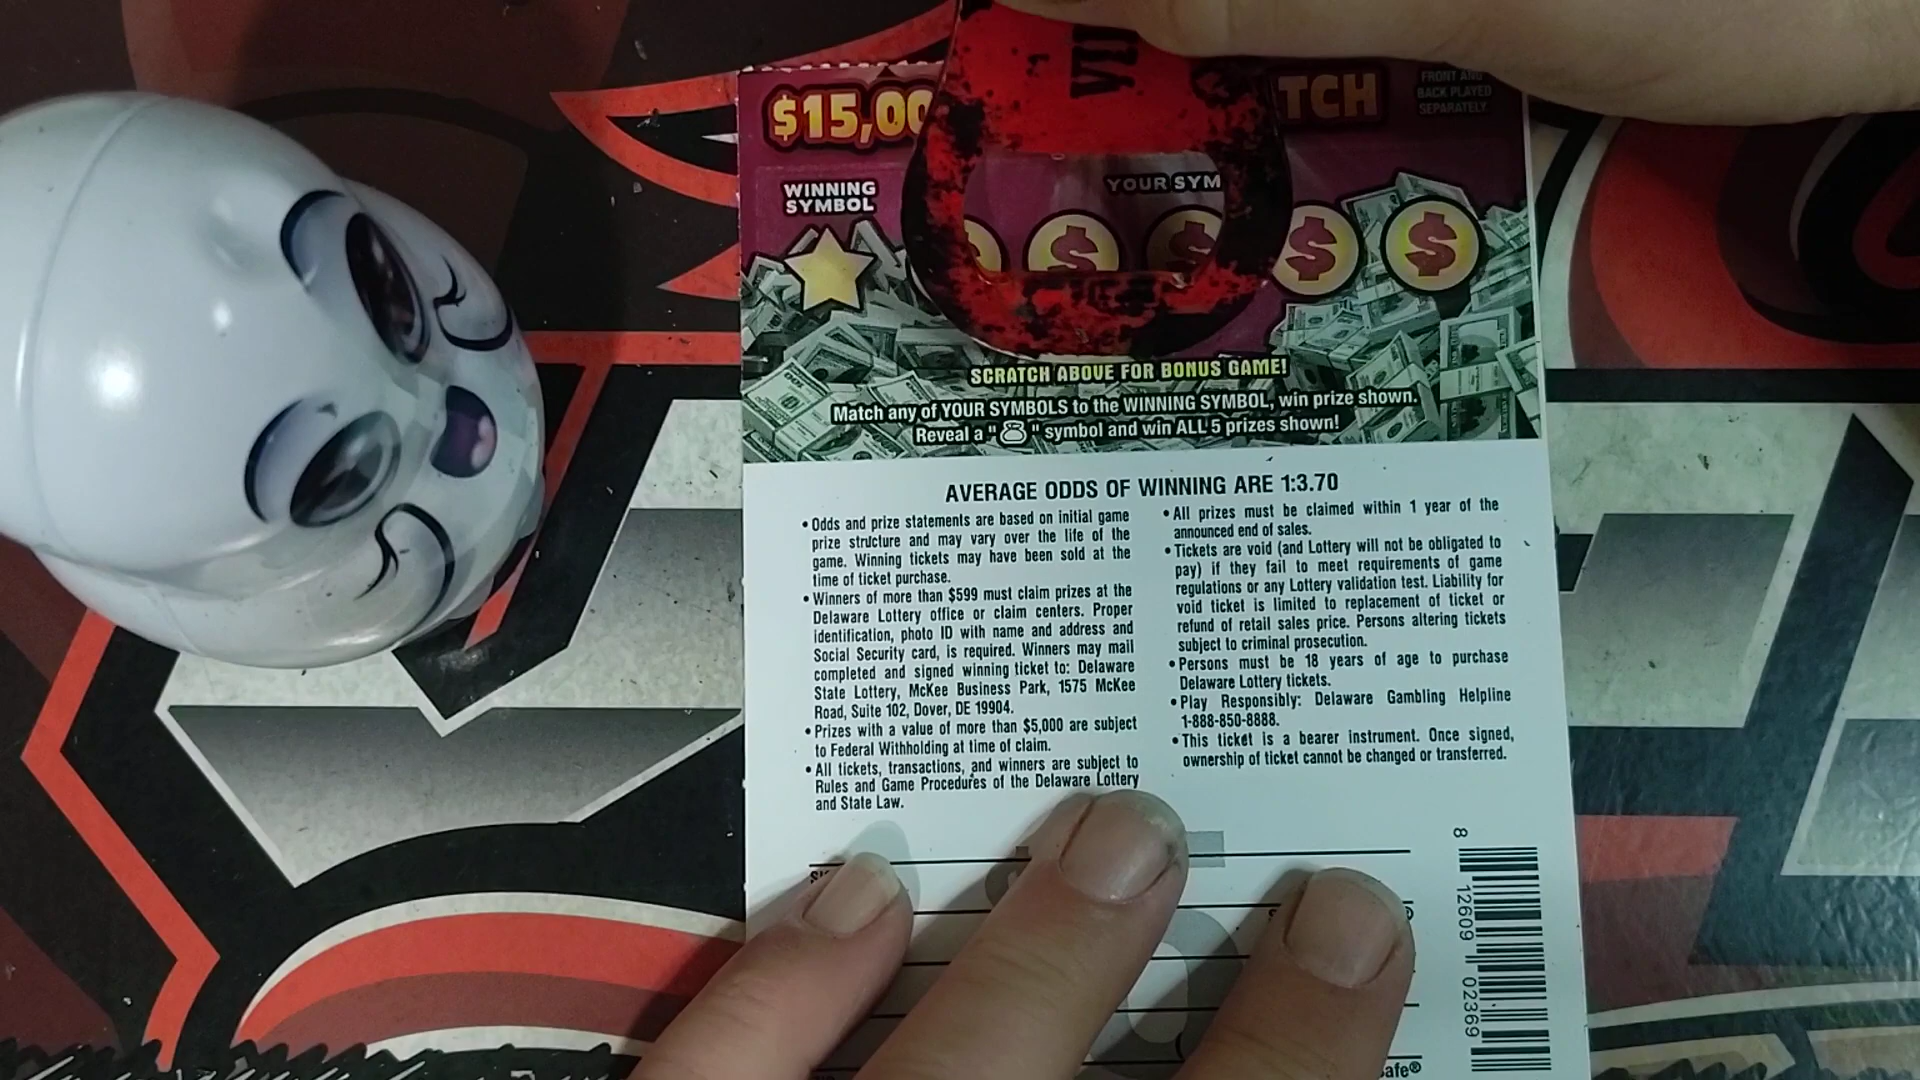 $15,00
TCH
FRONT AND
BACK PLAYED
SEPARATELY
WINNING
SYMBOL
YOUR SYM
SCRATCH ABOVE FOR BONUS GAME!
Match any of YOUR SYMBOLS to the WINNING SYMBOL, win prize shown.
Reveal a " " symbol and win ALL 5 prizes shown!
AVERAGE ODDS OF WINNING ARE 1:3.70
• Odds and prize statements are based on initial game
prize structure and may vary over the life of the
game. Winning tickets may have been sold at the
time of ticket purchase.
• Winners of more than $599 must claim prizes at the
Delaware Lottery office or claim centers. Proper
identification, photo ID with name and address and
Social Security card, is required. Winners may mail
completed and signed winning ticket to: Delaware
State Lottery, McKee Business Park, 1575 McKee
Road, Suite 102, Dover, DE 19904.
• Prizes with a value of more than $5,000 are subject
to Federal Withholding at time of claim.
• All tickets, transactions, and winners are subject to
Rules and Game Procedures of the Delaware Lottery
and State Law.
• All prizes must be claimed within 1 year of the
announced end of sales.
• Tickets are void (and Lottery will not be obligated to
pay) if they fail to meet requirements of game
regulations or any Lottery validation test. Liability for
void ticket is limited to replacement of ticket or
refund of retail sales price. Persons altering tickets
subject to criminal prosecution.
• Persons must be 18 years of age to purchase
Delaware Lottery tickets.
• Play Responsibly: Delaware Gambling Helpline
1-888-850-8888.
• This ticket is a bearer instrument. Once signed,
ownership of ticket cannot be changed or transferred.
8 12609 02369
afe®